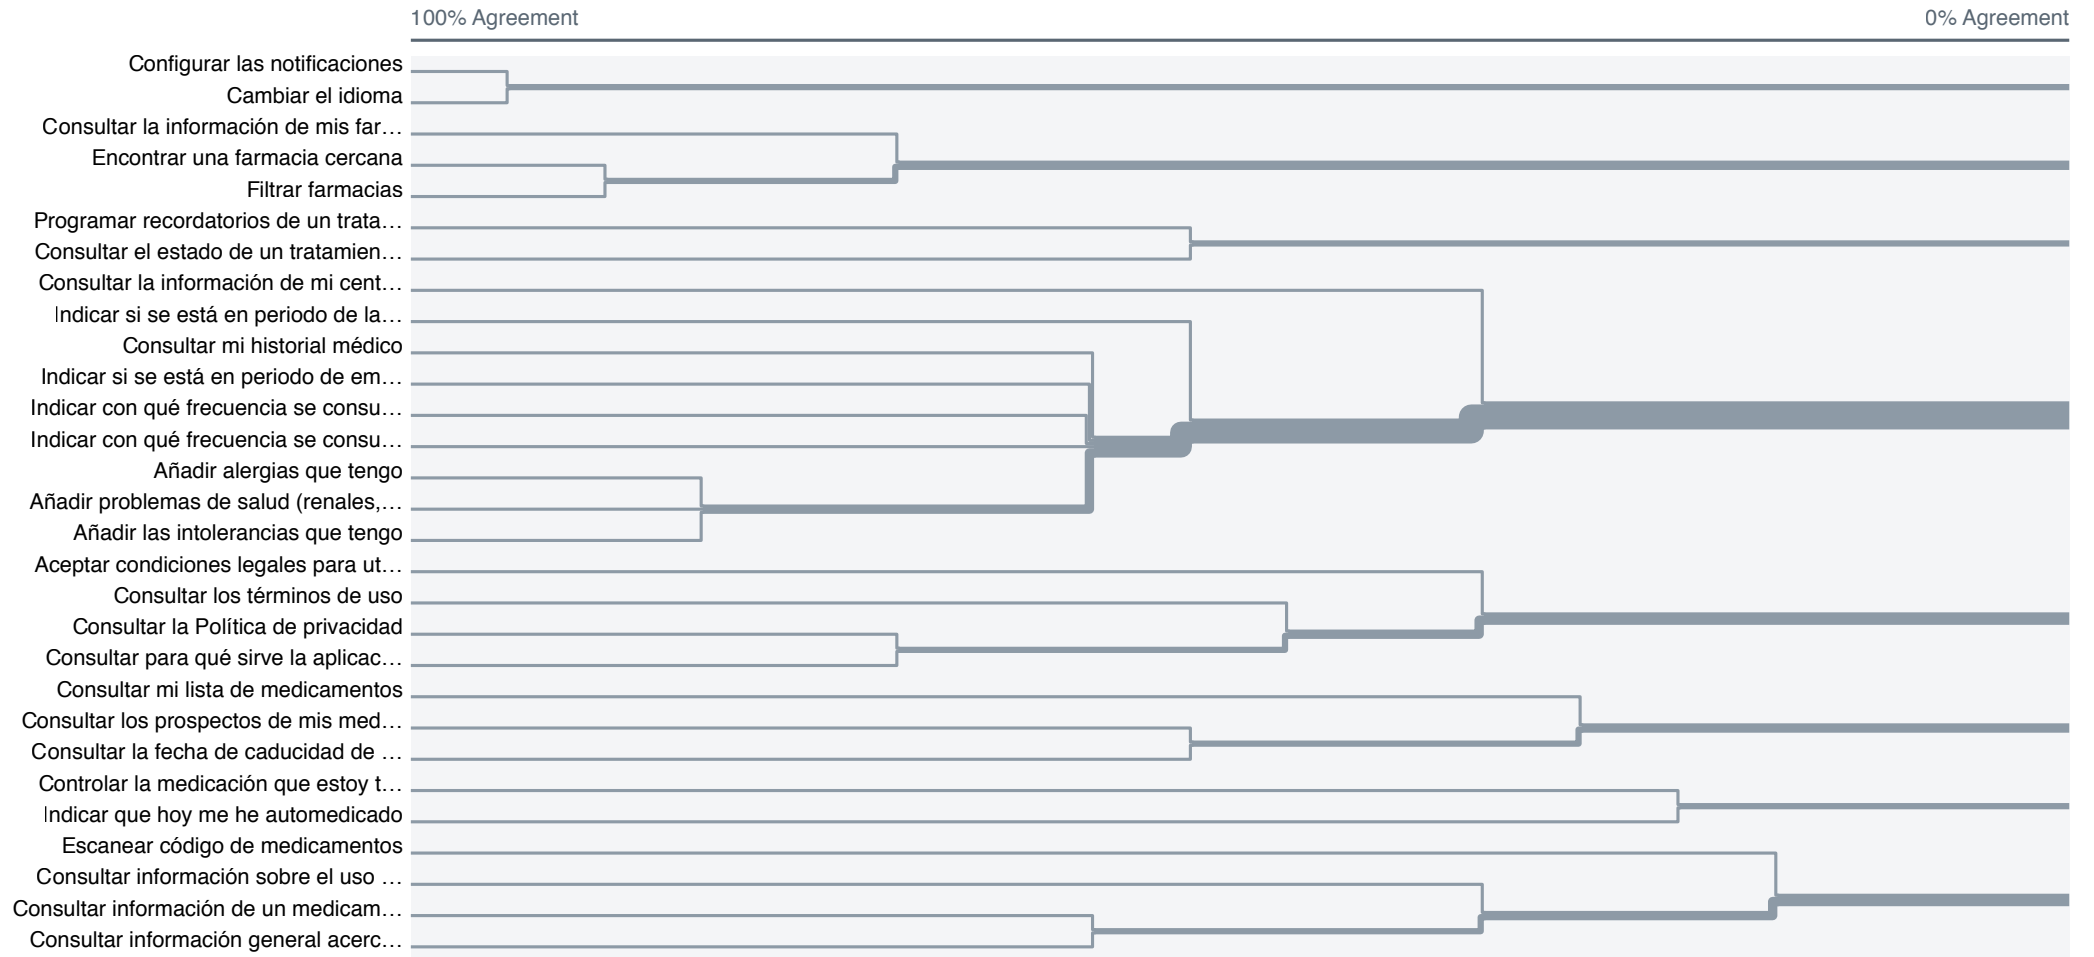 100% Agreement 0% Agreement
Configurar las notificaciones
Cambiar el idioma
Consultar la información de mis far…
Encontrar una farmacia cercana
Filtrar farmacias
Programar recordatorios de un trata…
Consultar el estado de un tratamien…
Consultar la información de mi cent…
Indicar si se está en periodo de la…
Consultar mi historial médico
Indicar si se está en periodo de em…
Indicar con qué frecuencia se consu…
Indicar con qué frecuencia se consu…
Añadir alergias que tengo
Añadir problemas de salud (renales,…
Añadir las intolerancias que tengo
Aceptar condiciones legales para ut…
Consultar los términos de uso
Consultar la Política de privacidad
Consultar para qué sirve la aplicac…
Consultar mi lista de medicamentos
Consultar los prospectos de mis med…
Consultar la fecha de caducidad de …
Controlar la medicación que estoy t…
Indicar que hoy me he automedicado
Escanear código de medicamentos
Consultar información sobre el uso …
Consultar información de un medicam…
Consultar información general acerc…